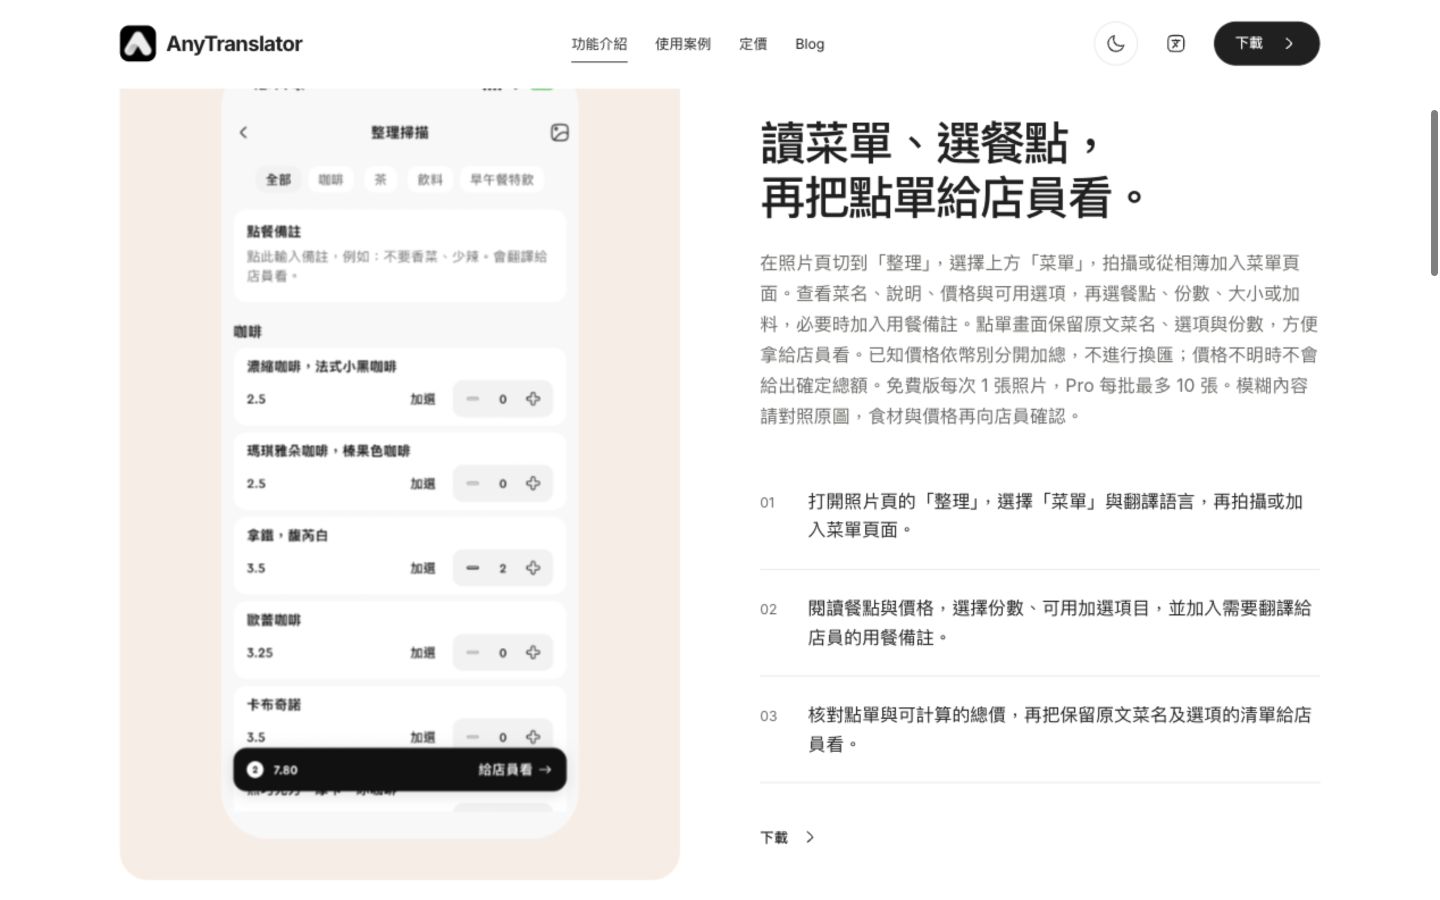 AnyTranslator
功能介紹
使用案例
定價
Blog
下載
整理掃描
全部
咖啡
茶
飲料
早午餐特飲
點餐備註
點此輸入備註，例如：不要香菜、少辣。會翻譯給
店員看。
咖啡
濃縮咖啡，法式小黑咖啡
2.5
加選
0
瑪琪雅朵咖啡，榛果色咖啡
2.5
加選
0
拿鐵，馥芮白
3.5
加選
2
歐蕾咖啡
3.25
加選
0
卡布奇諾
3.5
加選
0
2
7.80
給店員看 →
讀菜單、選餐點，
再把點單給店員看。
在照片頁切到「整理」，選擇上方「菜單」，拍攝或從相簿加入菜單頁
面。查看菜名、說明、價格與可用選項，再選餐點、份數、大小或加
料，必要時加入用餐備註。點單畫面保留原文菜名、選項與份數，方便
拿給店員看。已知價格依幣別分開加總，不進行換匯；價格不明時不會
給出確定總額。免費版每次 1 張照片，Pro 每批最多 10 張。模糊內容
請對照原圖，食材與價格再向店員確認。
01
打開照片頁的「整理」，選擇「菜單」與翻譯語言，再拍攝或加
入菜單頁面。
02
閱讀餐點與價格，選擇份數、可用加選項目，並加入需要翻譯給
店員的用餐備註。
03
核對點單與可計算的總價，再把保留原文菜名及選項的清單給店
員看。
下載